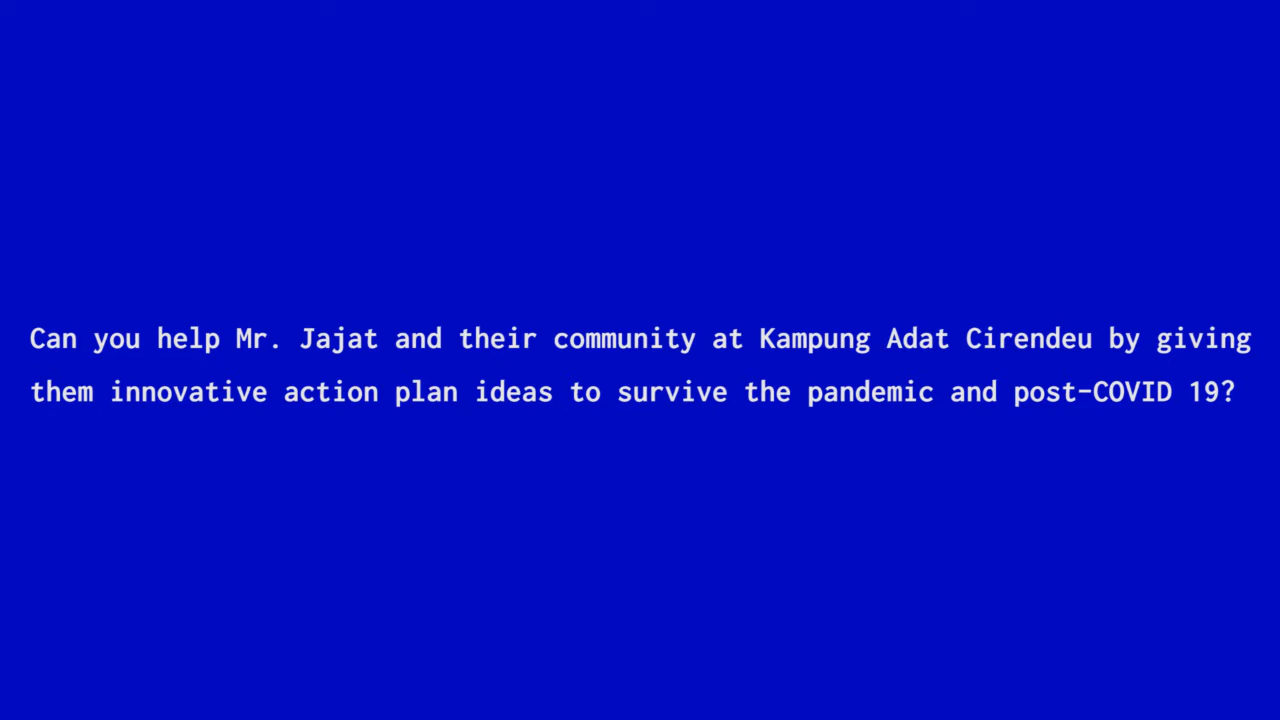 Can you help Mr. Jajat and their community at Kampung Adat Cirendeu by giving
them innovative action plan ideas to survive the pandemic and post-COVID 19?